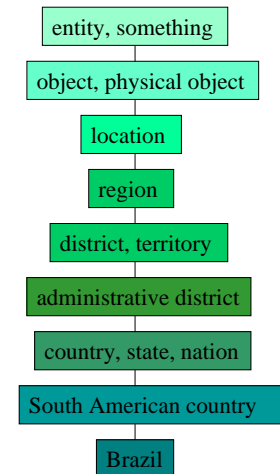 entity, something
object, physical object
location
region
district, territory
administrative district
country, state, nation
South American country
Brazil